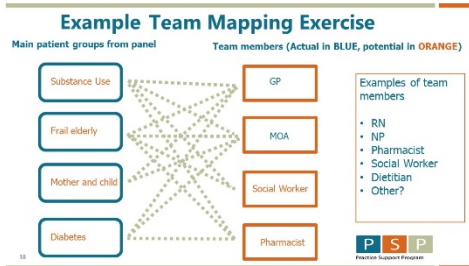 Example Team Mapping Exercise
Main patient groups from panel
Team members (Actual in BLUE, potential in ORANGE)
Substance Use
Frail elderly
Mother and child
Diabetes
GP
MOA
Social Worker
Pharmacist
Examples of team
members
• RN
• NP
• Pharmacist
• Social Worker
• Dietitian
• Other?
P S P
Practice Support Program
18